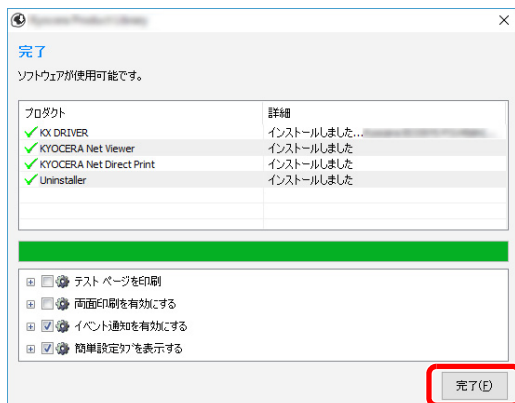 完了
ソフトウェアが使用可能です。
プロダクト 詳細
KX DRIVER インストールしました...
KYOCERA Net Viewer インストールしました
KYOCERA Net Direct Print インストールしました
Uninstaller インストールしました
テスト ページを印刷
両面印刷を有効にする
イベント通知を有効にする
簡単設定タブを表示する
完了(F)